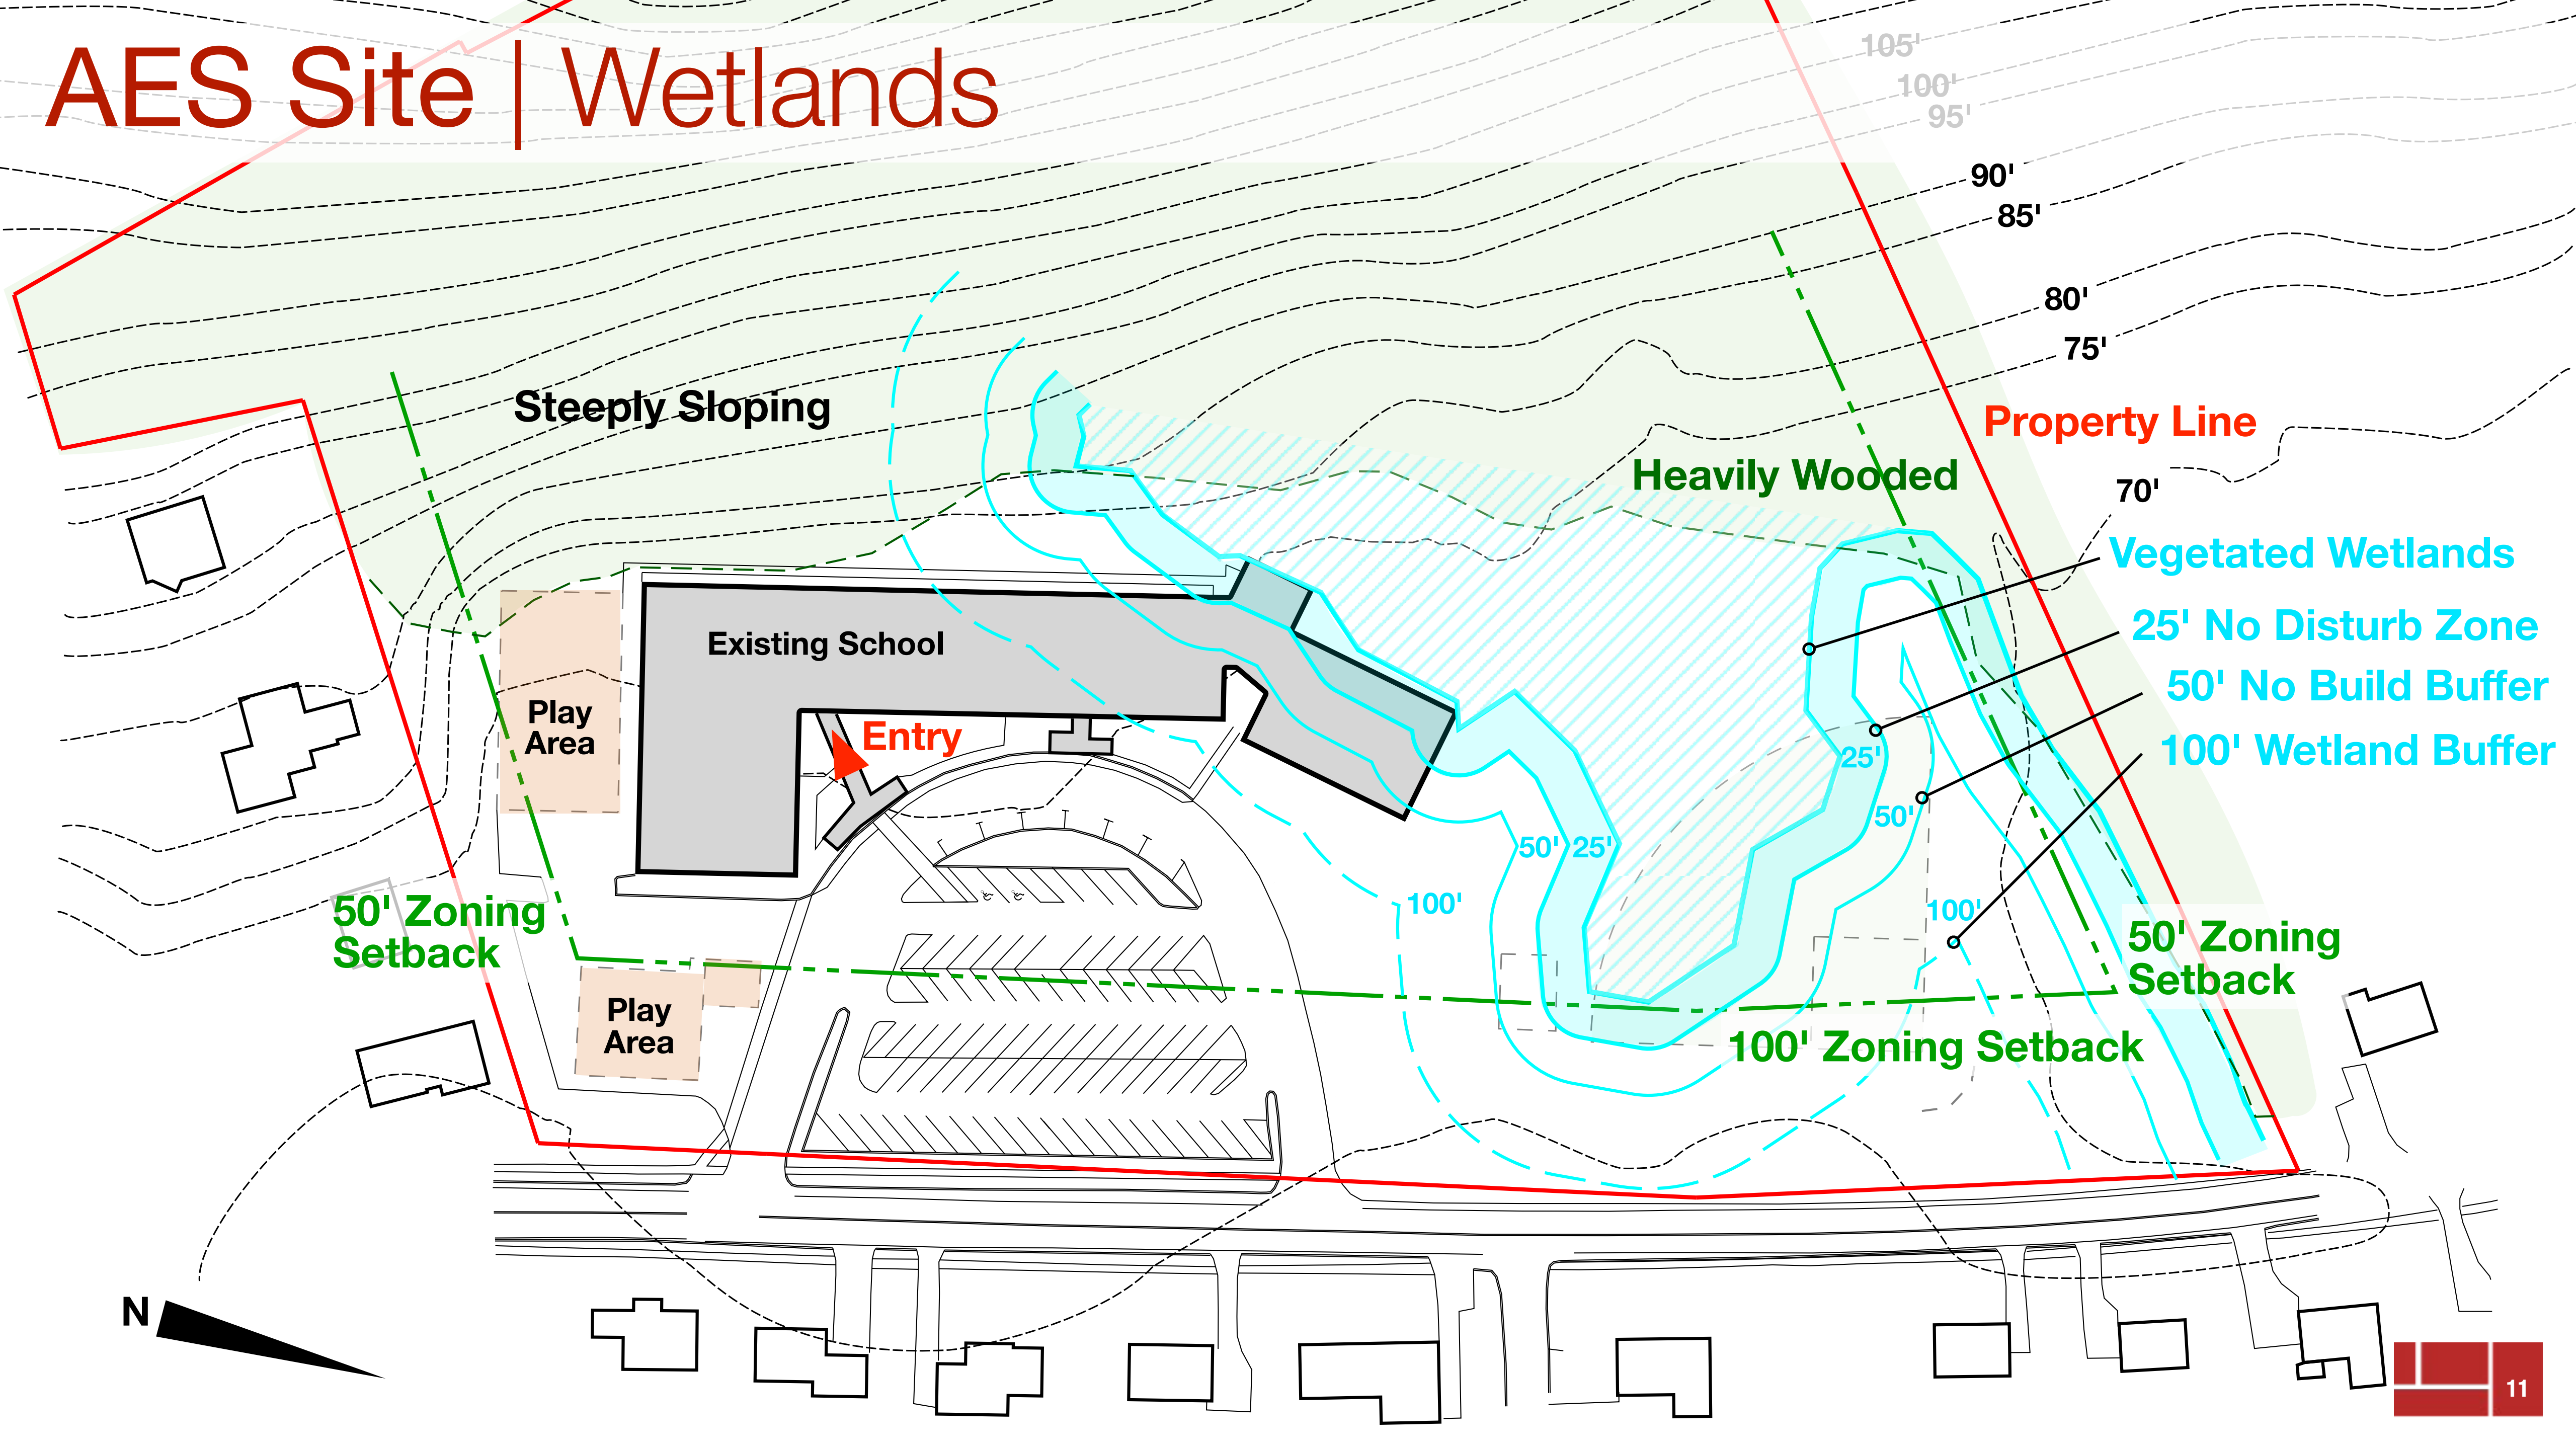 AES Site | Wetlands
105'
100'
95'
90'
85'
80'
75'
Steeply Sloping
Property Line
Heavily Wooded
70'
Vegetated Wetlands
25' No Disturb Zone
Existing School
50' No Build Buffer
Play
Area
Entry
100' Wetland Buffer
25'
50'
50' 25'
100'
100'
50' Zoning
Setback
50' Zoning
Setback
Play
Area
100' Zoning Setback
N
11